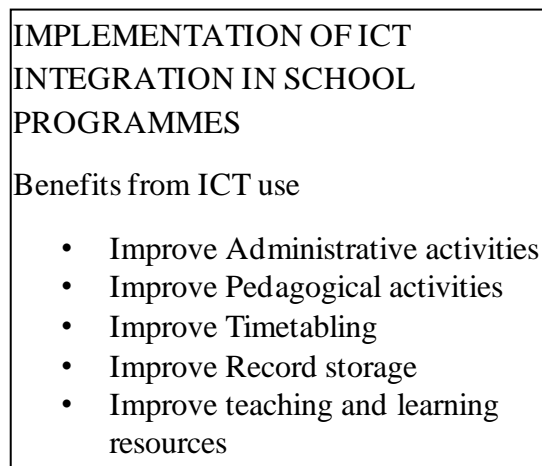 IMPLEMENTATION OF ICT
INTEGRATION IN SCHOOL
PROGRAMMES
Benefits from ICT use
• Improve Administrative activities
• Improve Pedagogical activities
• Improve Timetabling
• Improve Record storage
• Improve teaching and learning
resources